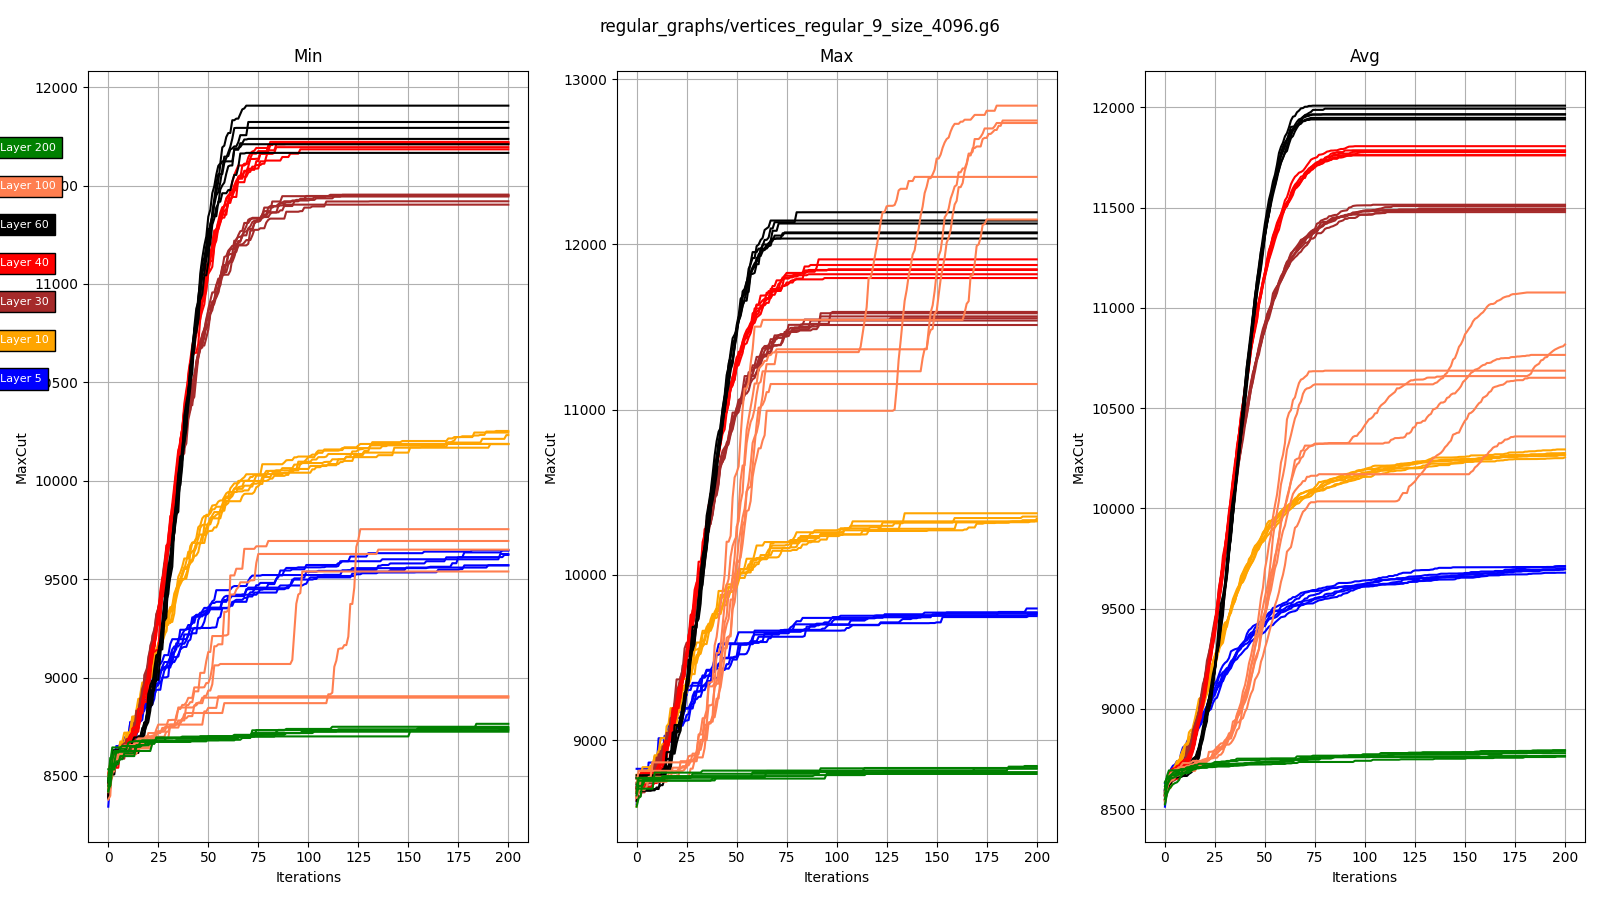 regular_graphs/vertices_regular_9_size_4096.g6
Min
Max
Avg
12000
11000
10000
9500
9000
8500
MaxCut
0 25 50 75 100 125 150 175 200
Iterations
Layer 200
Layer 100
Layer 60
Layer 40
Layer 30
Layer 10
Layer 5
13000
12000
11000
10000
9000
MaxCut
0 25 50 75 100 125 150 175 200
Iterations
12000
11500
11000
10500
10000
9500
9000
8500
MaxCut
0 25 50 75 100 125 150 175 200
Iterations